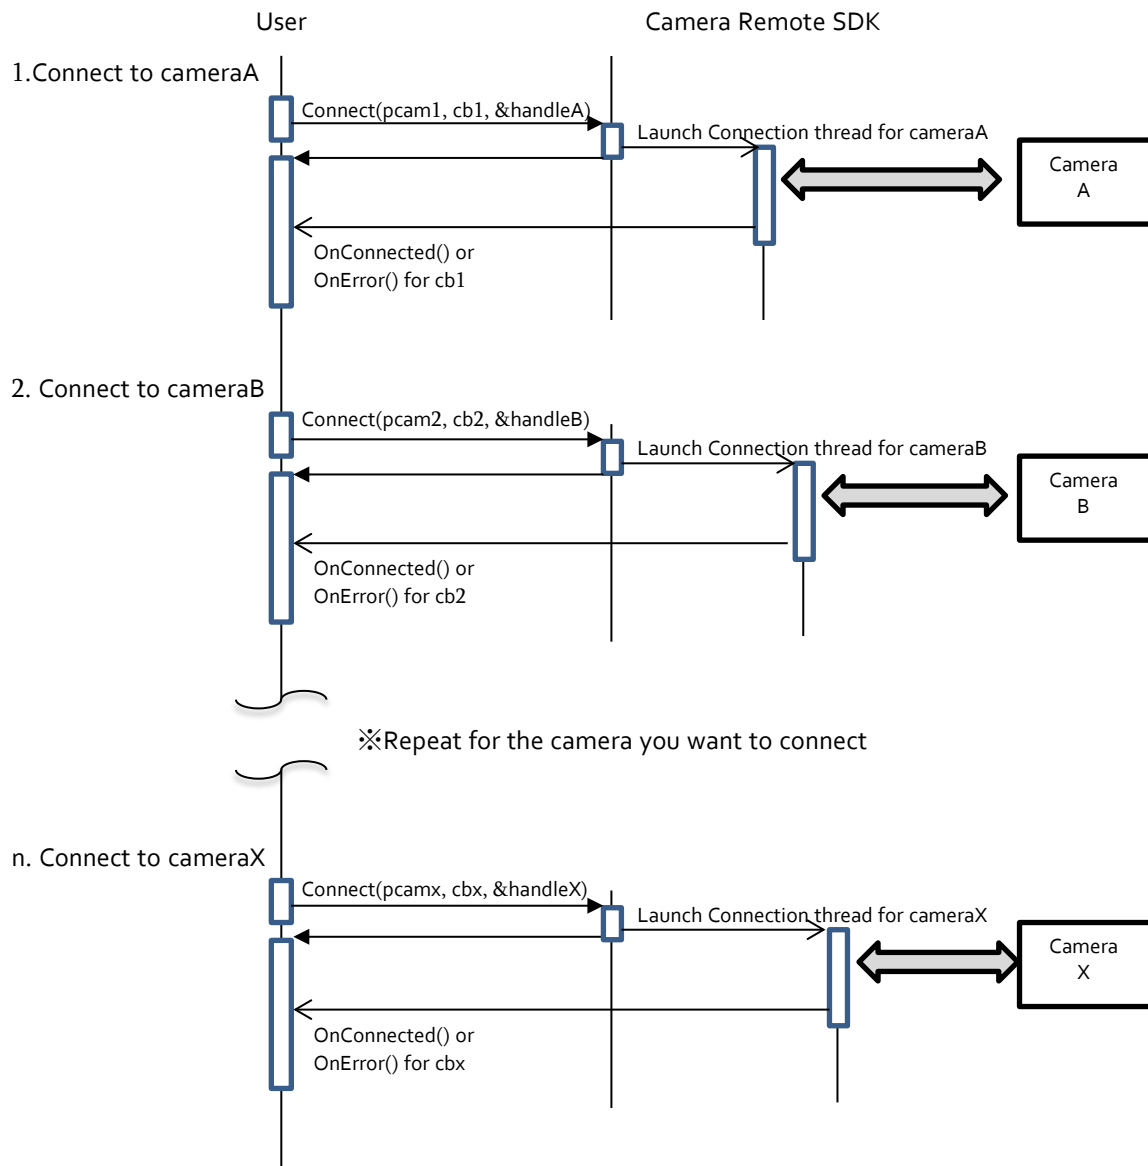 User
Camera Remote SDK
1.Connect to cameraA
Connect(pcam1, cb1, &handleA)
Launch Connection thread for cameraA
Camera
A
OnConnected() or
OnError() for cb1
2. Connect to cameraB
Connect(pcam2, cb2, &handleB)
Launch Connection thread for cameraB
Camera
B
OnConnected() or
OnError() for cb2
※Repeat for the camera you want to connect
n. Connect to cameraX
Connect(pcamx, cbx, &handleX)
Launch Connection thread for cameraX
Camera
X
OnConnected() or
OnError() for cbx